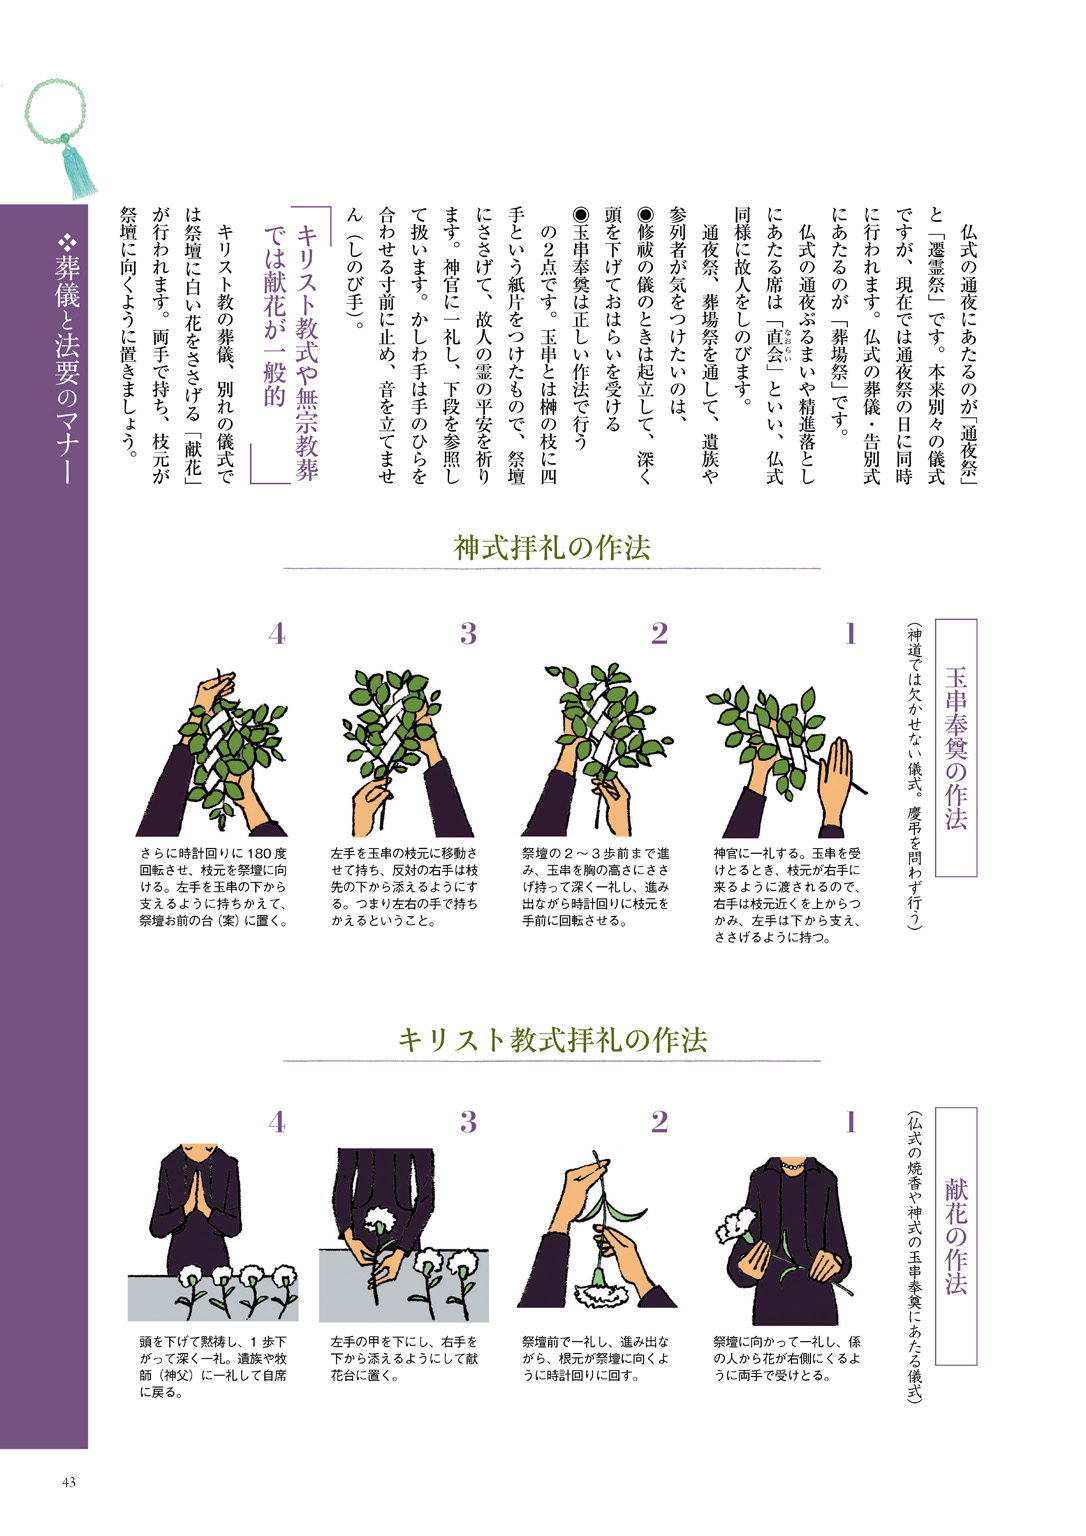 仏式の通夜にあたるのが「通夜祭」
と「遷霊祭」です。本来別々の儀式
ですが、現在では通夜祭の日に同時
に行われます。仏式の葬儀・告別式
にあたるのが「葬場祭」です。
仏式の通夜ぶるまいや精進落とし
にあたる席は「直会」といい、仏式
なおらい
同様に故人をしのびます。
通夜祭、葬場祭を通して、遺族や
参列者が気をつけたいのは、
◉修祓の儀のときは起立して、深く
頭を下げておはらいを受ける
◉玉串奉奠は正しい作法で行う
の2点です。玉串とは榊の枝に四
手という紙片をつけたもので、祭壇
にささげて、故人の霊の平安を祈り
ます。神官に一礼し、下段を参照し
て扱います。かしわ手は手のひらを
合わせる寸前に止め、音を立てませ
ん（しのび手）。
キリスト教式や無宗教葬
では献花が一般的
キリスト教の葬儀、別れの儀式で
は祭壇に白い花をささげる「献花」
が行われます。両手で持ち、枝元が
祭壇に向くように置きましょう。
❖葬儀と法要のマナー
神式拝礼の作法
玉串奉奠の作法
（神道では欠かせない儀式。慶弔を問わず行う）
1
神官に一礼する。玉串を受
けとるとき、枝元が右手に
来るように渡されるので、
右手は枝元近くを上からつ
かみ、左手は下から支え、
ささげるように持つ。
2
祭壇の２～３歩前まで進
み、玉串を胸の高さにささ
げ持って深く一礼し、進み
出ながら時計回りに枝元を
手前に回転させる。
3
左手を玉串の枝元に移動さ
せて持ち、反対の右手は枝
先の下から添えるようにす
る。つまり左右の手で持ち
かえるということ。
4
さらに時計回りに180度
回転させ、枝元を祭壇に向
ける。左手を玉串の下から
支えるように持ちかえて、
祭壇お前の台（案）に置く。
キリスト教式拝礼の作法
献花の作法
（仏式の焼香や神式の玉串奉奠にあたる儀式）
1
祭壇に向かって一礼し、係
の人から花が右側にくるよ
うに両手で受けとる。
2
祭壇前で一礼し、進み出な
がら、根元が祭壇に向くよ
うに時計回りに回す。
3
左手の甲を下にし、右手を
下から添えるようにして献
花台に置く。
4
頭を下げて黙祷し、1歩下
がって深く一礼。遺族や牧
師（神父）に一礼して自席
に戻る。
43